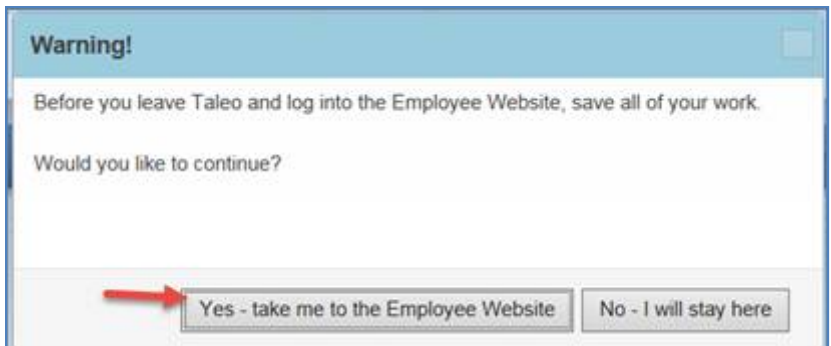 Warning!
Before you leave Taleo and log into the Employee Website, save all of your work.
Would you like to continue?
Yes - take me to the Employee Website
No - I will stay here